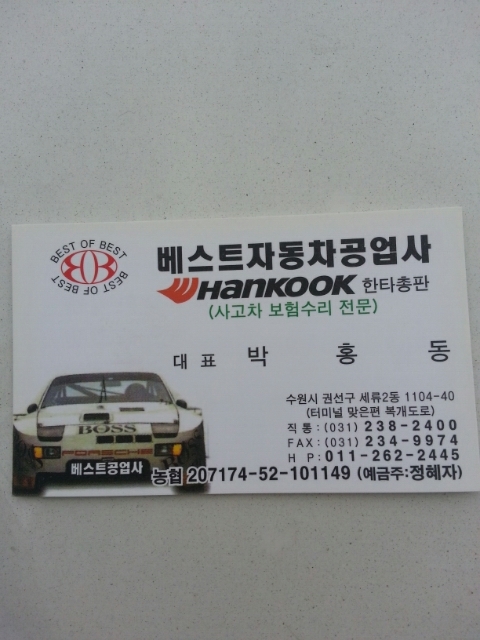 BEST OF BEST
BEST OF BEST
베스트자동차공업사
HANKOOK 한타총판
(사고차 보험수리 전문)
대표 박 홍 동
수원시 권선구 세류2동 1104-40
(터미널 맞은편 복개도로)
직통:(031) 238-2400
FAX:(031) 234-9974
H P:011-262-2445
BOSS
PORSCHE
베스트공업사
농협 207174-52-101149 (예금주:정혜자)